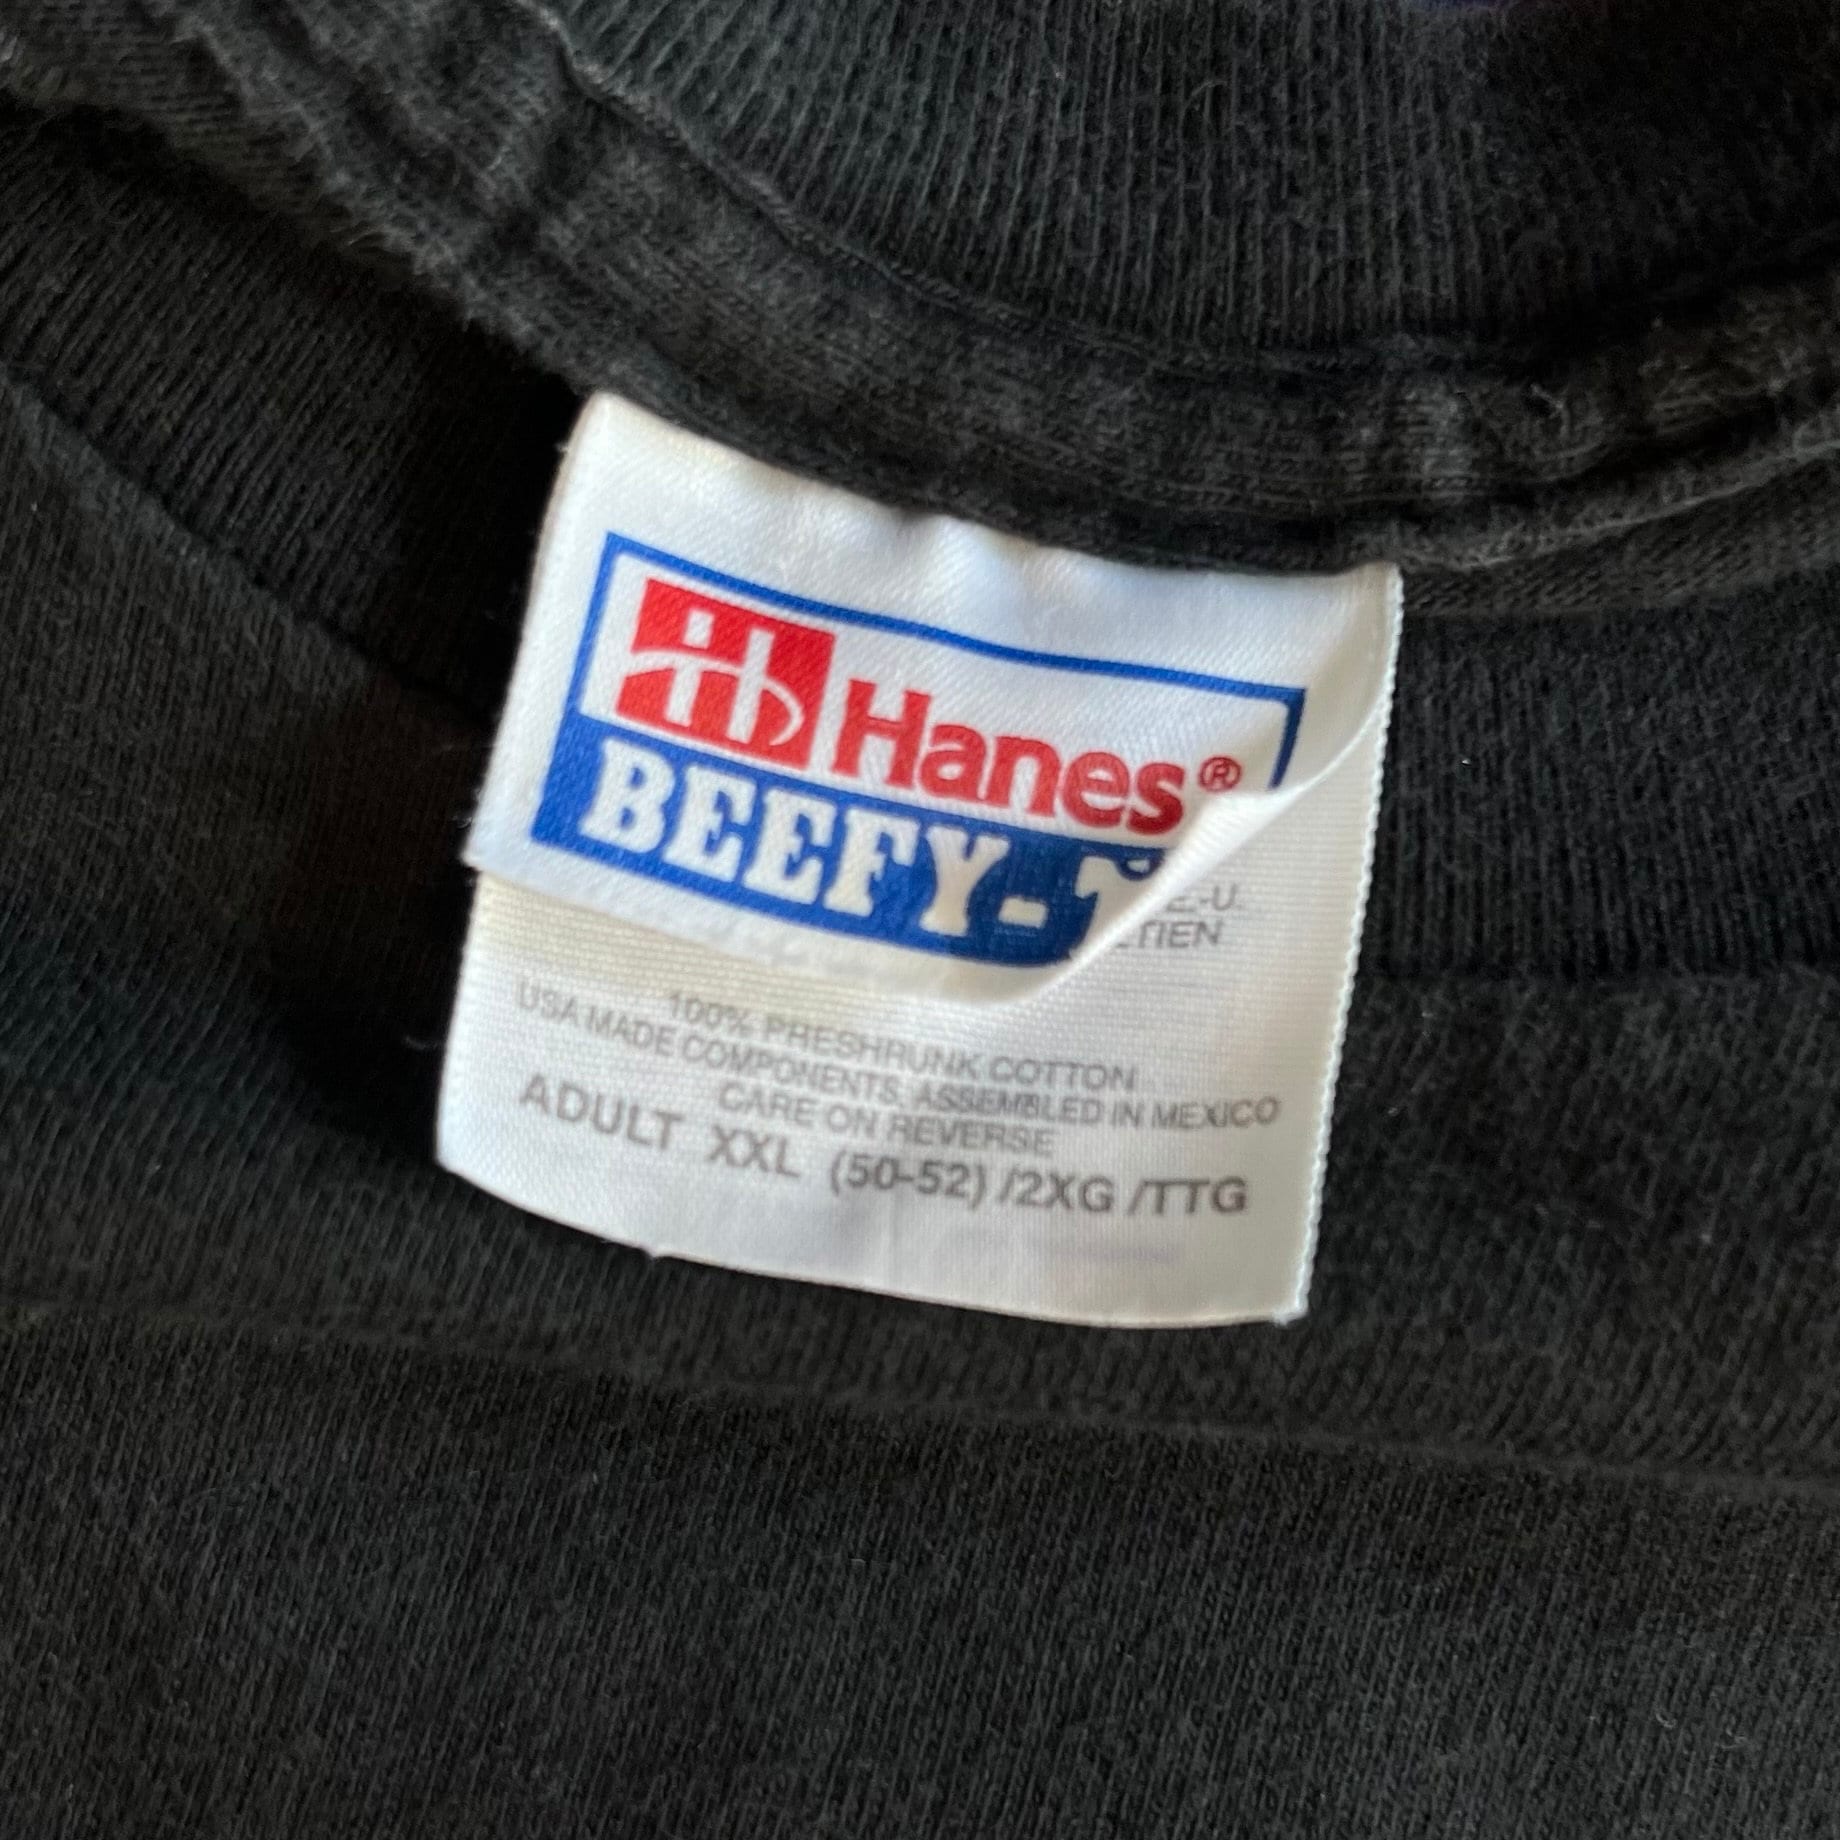 Hanes®
BEEFY-T
É.-U.
ETIEN
100% PRESHRUNK COTTON
USA MADE COMPONENTS, ASSEMBLED IN MEXICO
CARE ON REVERSE
ADULT XXL (50-52) /2XG /TTG